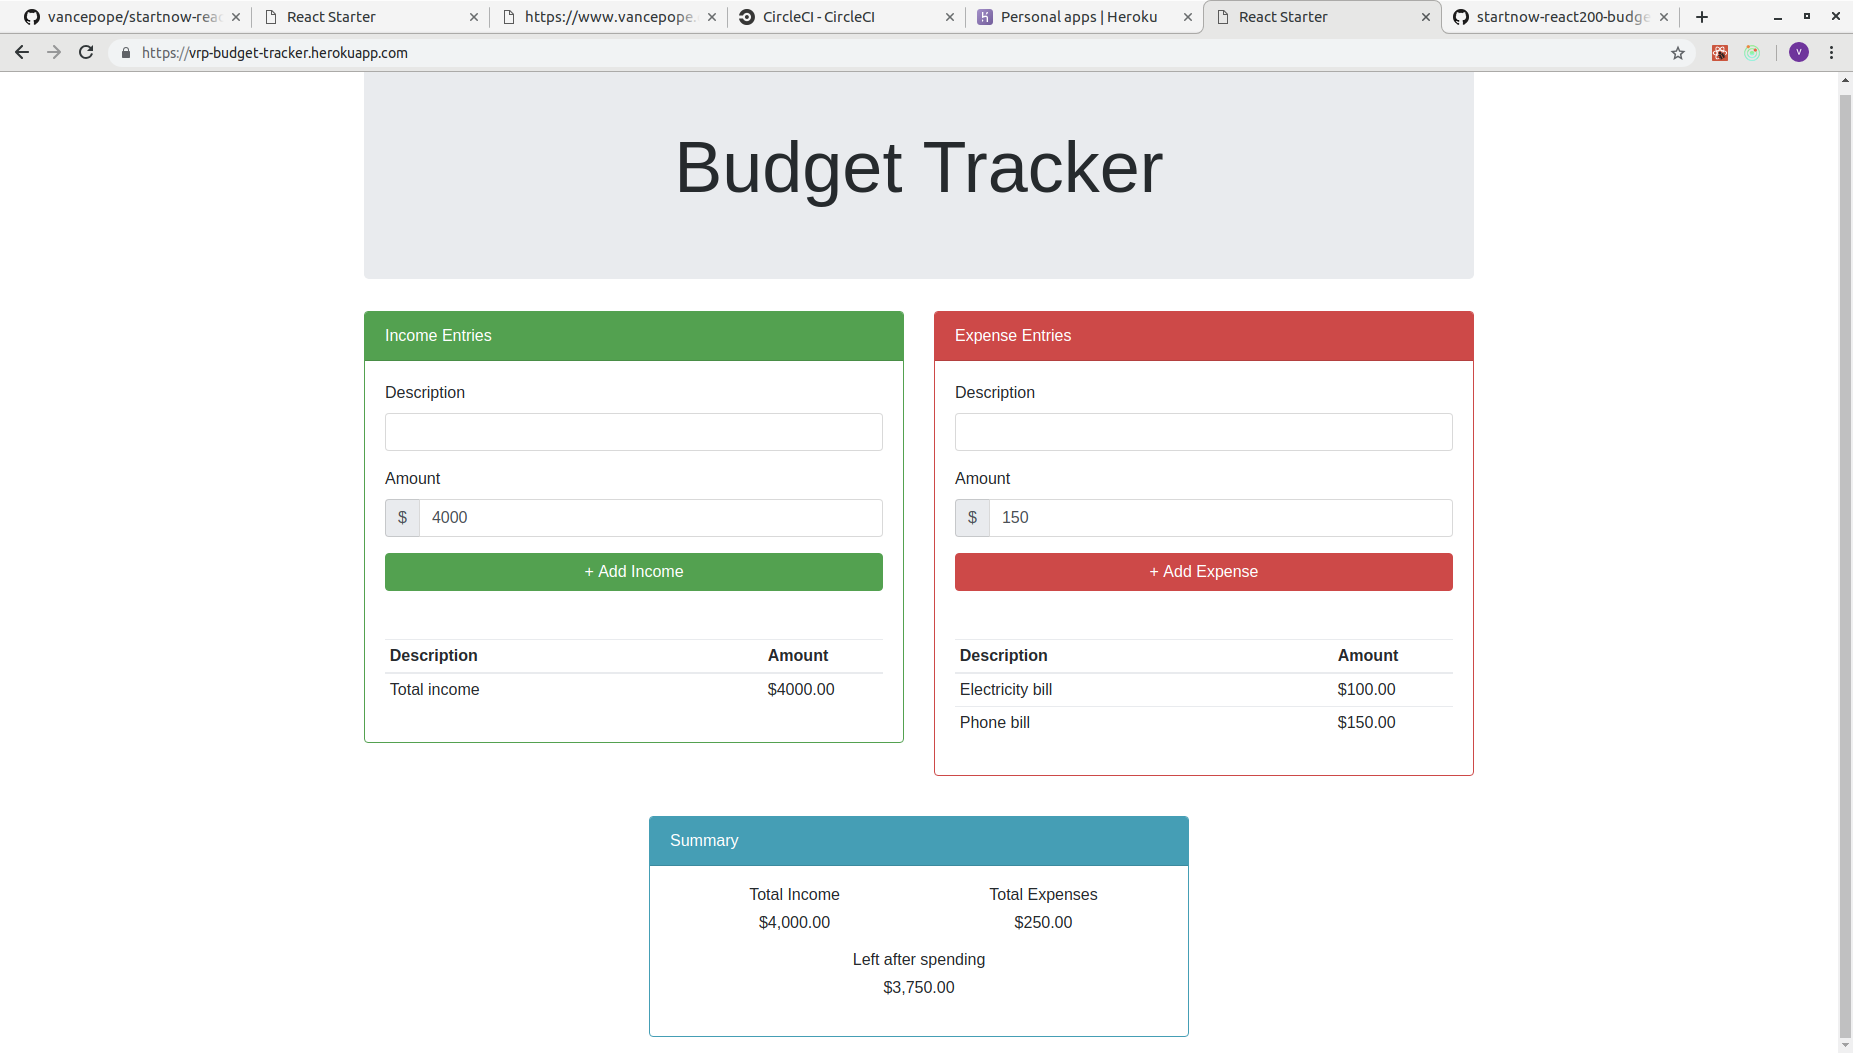 vancepope/startnow-reac
React Starter
https://www.vancepope.
CircleCI - CircleCI
Personal apps | Heroku
React Starter
startnow-react200-budge
https://vrp-budget-tracker.herokuapp.com
V
Budget Tracker
Income Entries
Description
Amount
$ 4000
+ Add Income
Description Amount
Total income $4000.00
Expense Entries
Description
Amount
$ 150
+ Add Expense
Description Amount
Electricity bill $100.00
Phone bill $150.00
Summary
Total Income Total Expenses
$4,000.00 $250.00
Left after spending
$3,750.00